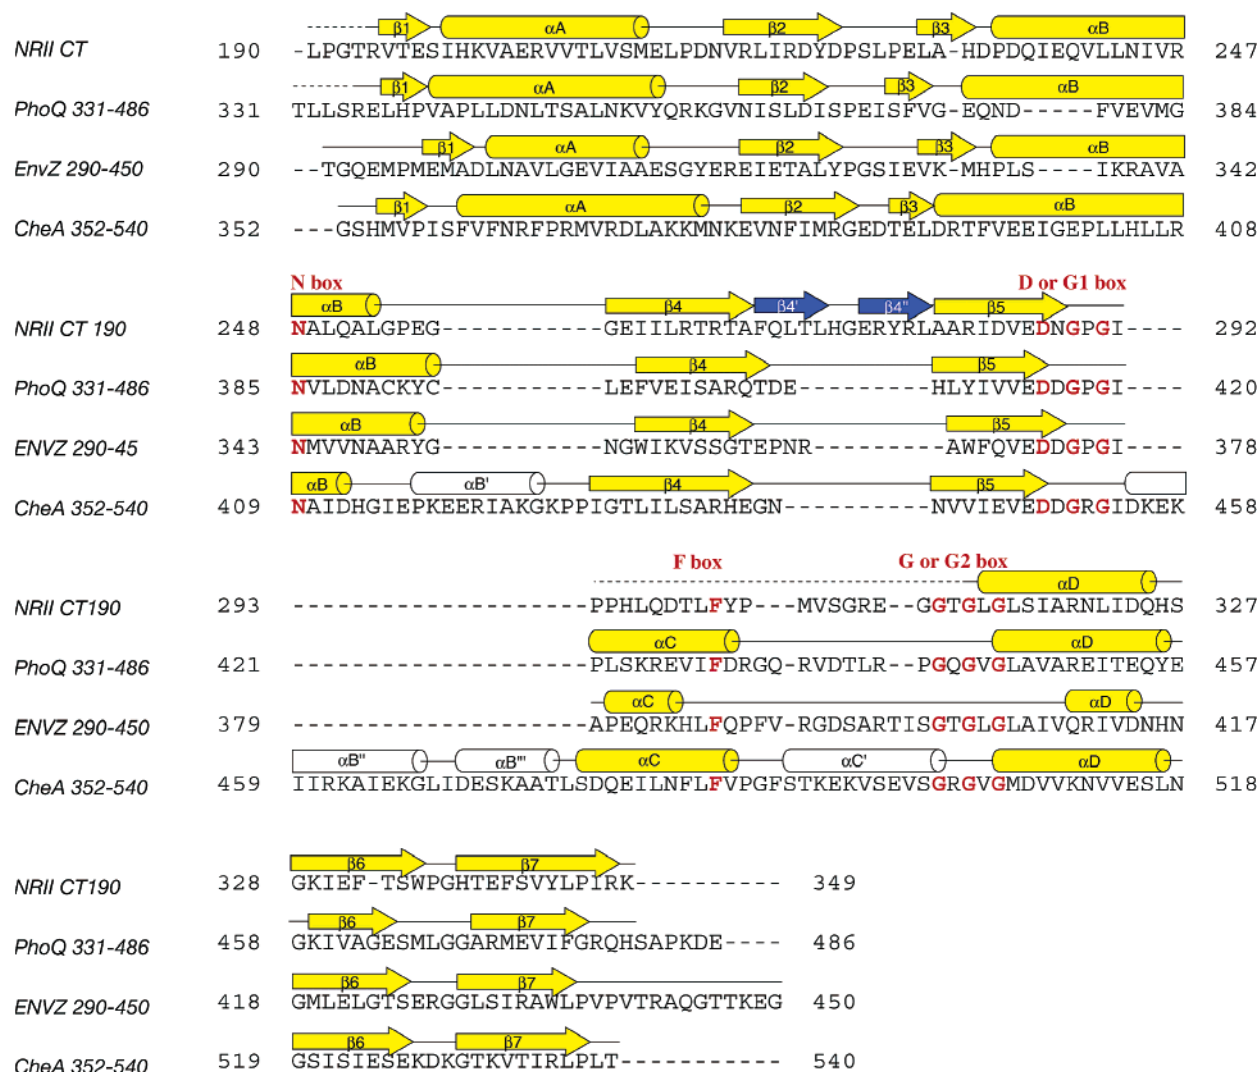 β1 αA β2 β3 αB
NRII CT 190 -LPGTRVTESIHKVAERVVTLVSMELPDNVRLIRDYDPSLPELA-HDPDQIEQVLLNIVR 247
β1 αA β2 β3 αB
PhoQ 331-486 331 TLLSRELHPVAPLLDNLTSALNKVYQRKGVNISLDISPEISFVG-EQND-----FVEVMG 384
β1 αA β2 β3 αB
EnvZ 290-450 290 --TGQEMPMEMADLNAVLGEVIAAESGYEREIETALYPGSIEVK-MHPLS----IKRAVA 342
β1 αA β2 β3 αB
CheA 352-540 352 ---GSHMVPISFVFNRFPRMVRDLAKKMNKEVNFIMRGEDTELDRTFVEEIGEPLLHLLR 408
N box D or G1 box
αB β4 β4' β4" β5
NRII CT 190 248 NALQALGPEG-----------GEIILRTRTAFQLTLHGERYRLAARIDVEDNGPGI---- 292
αB β4 β5
PhoQ 331-486 385 NVLDNACKYC-----------LEFVEISARQTDE---------HLYIVVEDDGPGI---- 420
αB β4 β5
ENVZ 290-45 343 NMVVNAARYG-----------NGWIKVSSGTEPNR---------AWFQVEDDGPGI---- 378
αB αB' β4 β5
CheA 352-540 409 NAIDHGIEPKEERIAKGKPPIGTLILSARHEGN----------NVVIEVEDDGRGIDKEK 458
F box G or G2 box
αD
NRII CT190 293 --------------------PPHLQDTLFYP---MVSGRE--GGTGLGLSIARNLIDQHS 327
αC αD
PhoQ 331-486 421 --------------------PLSKREVIFDRGQ-RVDTLR--PGQGVGLAVAREITEQYE 457
αC αD
ENVZ 290-450 379 --------------------APEQRKHLFQPFV-RGDSARTISGTGLGLAIVQRIVDNHN 417
αB" αB"' αC αC' αD
CheA 352-540 459 IIRKAIEKGLIDESKAATLSDQEILNFLFVPGFSTKEKVSEVSGRGVGMDVVKNVVESLN 518
β6 β7
NRII CT190 328 GKIEF-TSWPGHTEFSVYLPIRK---------- 349
β6 β7
PhoQ 331-486 458 GKIVAGESMLGGARMEVIFGRQHSAPKDE---- 486
β6 β7
ENVZ 290-450 418 GMLELGTSERGGLSIRAWLPVPVTRAQGTTKEG 450
β6 β7
CheA 352-540 519 GSISIESEKDKGTKVTIRLPLT----------- 540